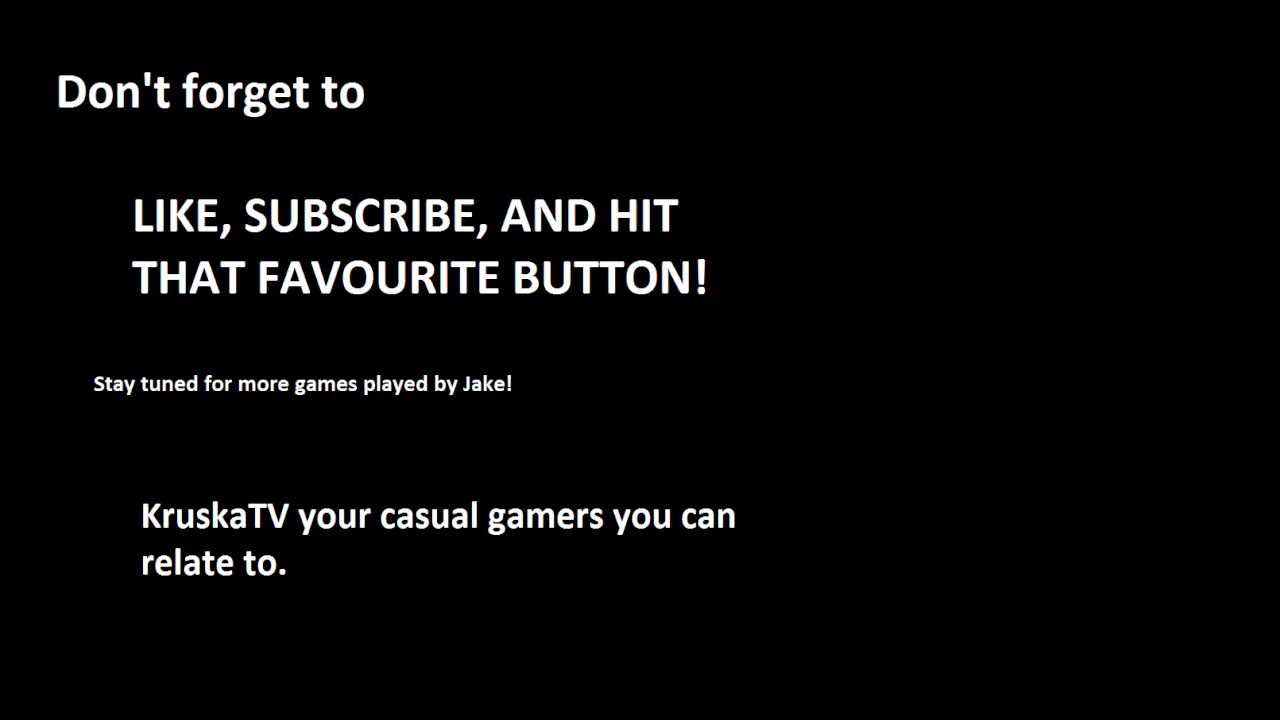 Don't forget to
LIKE, SUBSCRIBE, AND HIT
THAT FAVOURITE BUTTON!
Stay tuned for more games played by Jake!
KruskaTV your casual gamers you can
relate to.